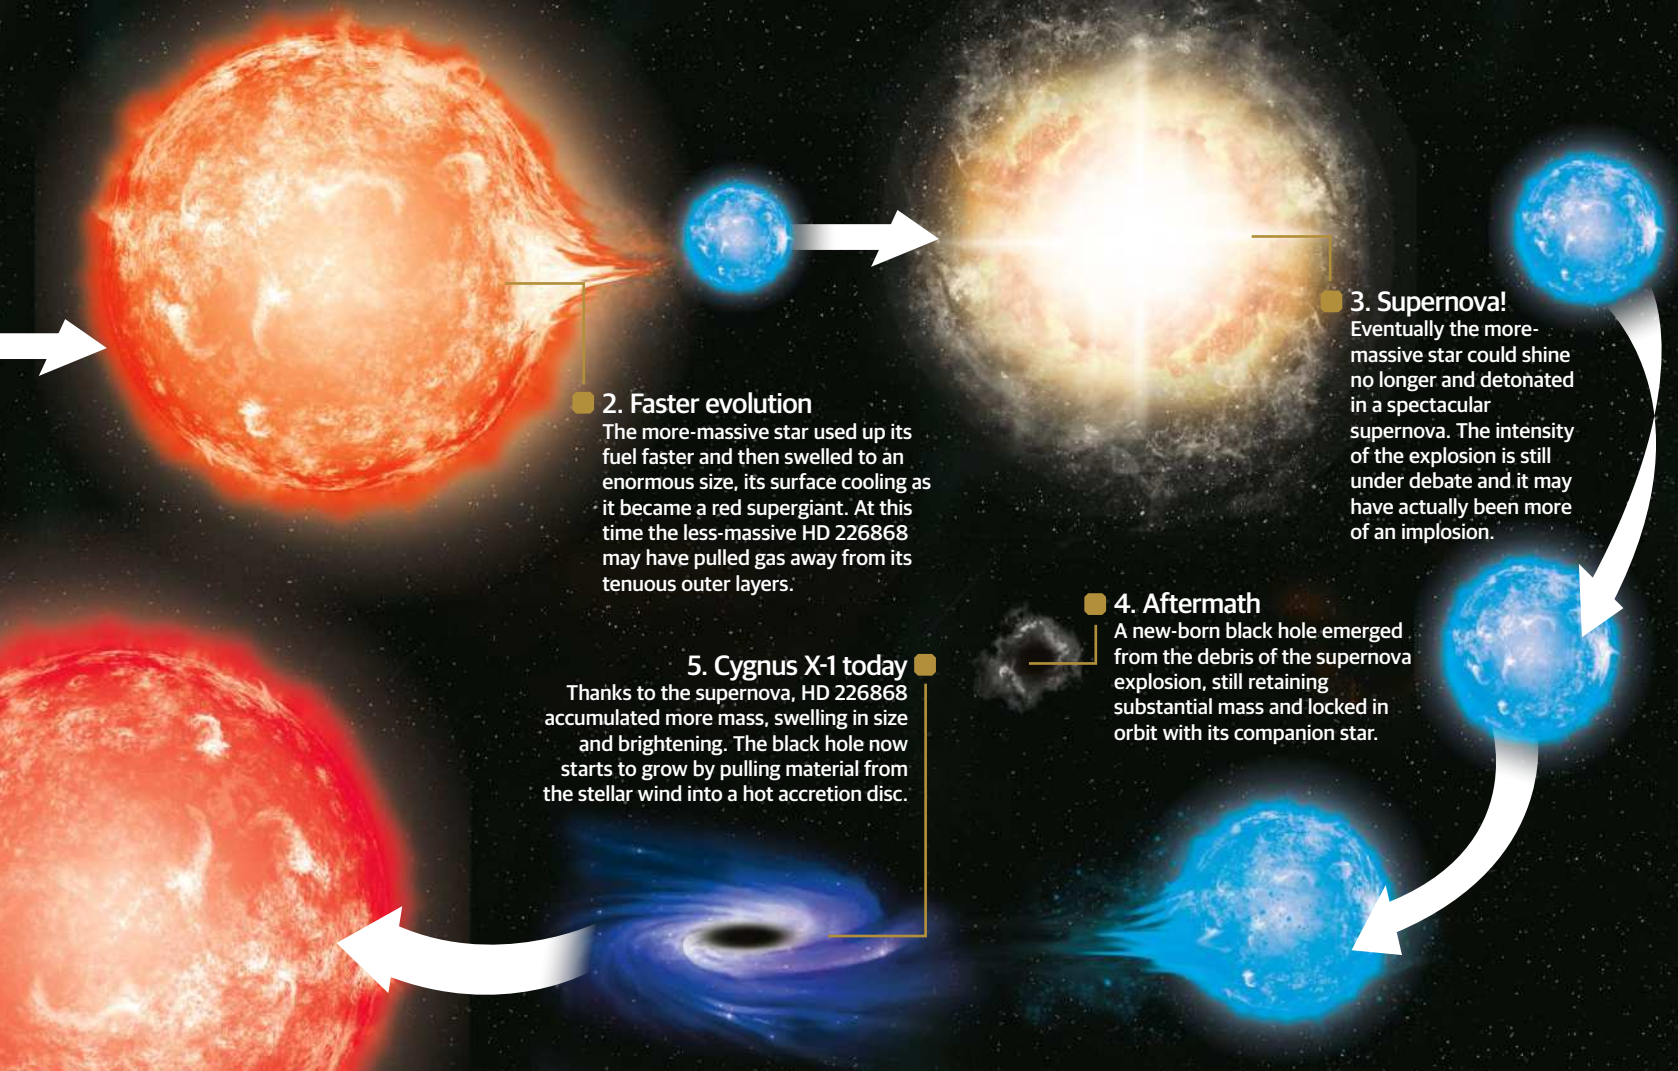 2. Faster evolution
The more-massive star used up its
fuel faster and then swelled to an
enormous size, its surface cooling as
it became a red supergiant. At this
time the less-massive HD 226868
may have pulled gas away from its
tenuous outer layers.
3. Supernova!
Eventually the more-
massive star could shine
no longer and detonated
in a spectacular
supernova. The intensity
of the explosion is still
under debate and it may
have actually been more
of an implosion.
4. Aftermath
A new-born black hole emerged
from the debris of the supernova
explosion, still retaining
substantial mass and locked in
orbit with its companion star.
5. Cygnus X-1 today
Thanks to the supernova, HD 226868
accumulated more mass, swelling in size
and brightening. The black hole now
starts to grow by pulling material from
the stellar wind into a hot accretion disc.